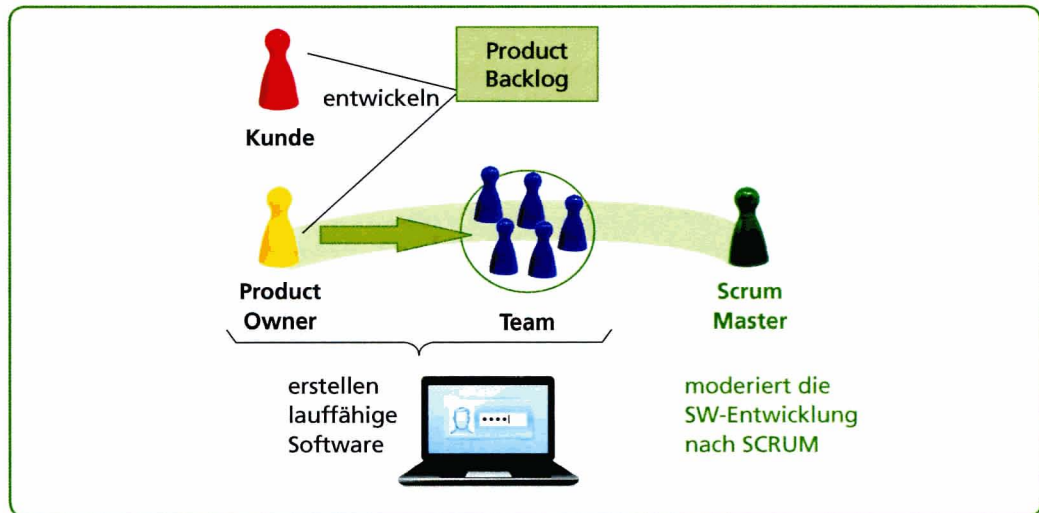 Product
Backlog
entwickeln
Kunde
Product
Owner
Team
Scrum
Master
erstellen
lauffähige
Software
moderiert die
SW-Entwicklung
nach SCRUM